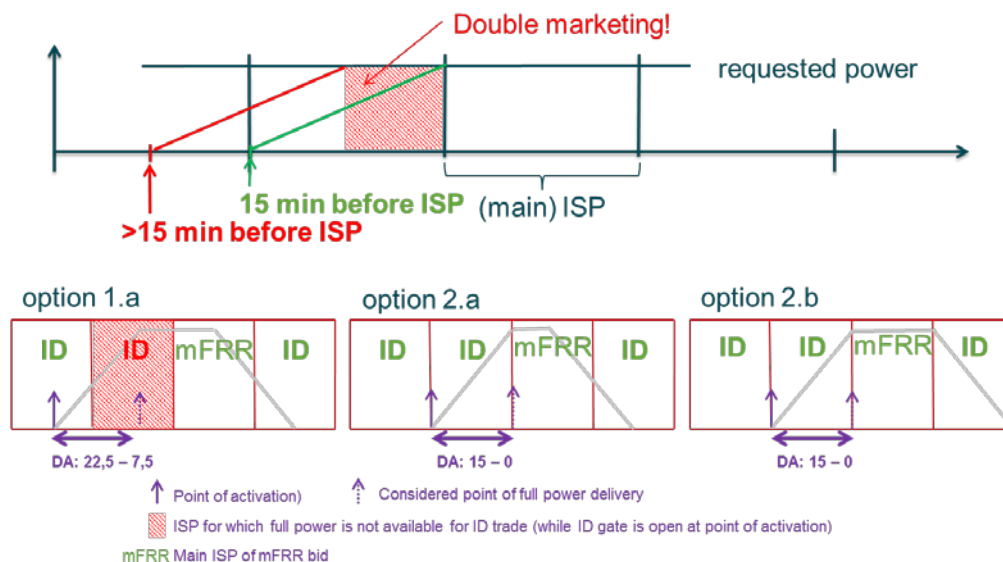 Double marketing!
requested power
15 min before ISP
(main) ISP
>15 min before ISP
option 1.a
option 2.a
option 2.b
ID ID mFRR ID
ID ID mFRR ID
ID ID mFRR ID
DA: 22,5 – 7,5
DA: 15 – 0
DA: 15 – 0
Point of activation)
Considered point of full power delivery
ISP for which full power is not available for ID trade (while ID gate is open at point of activation)
mFRR Main ISP of mFRR bid